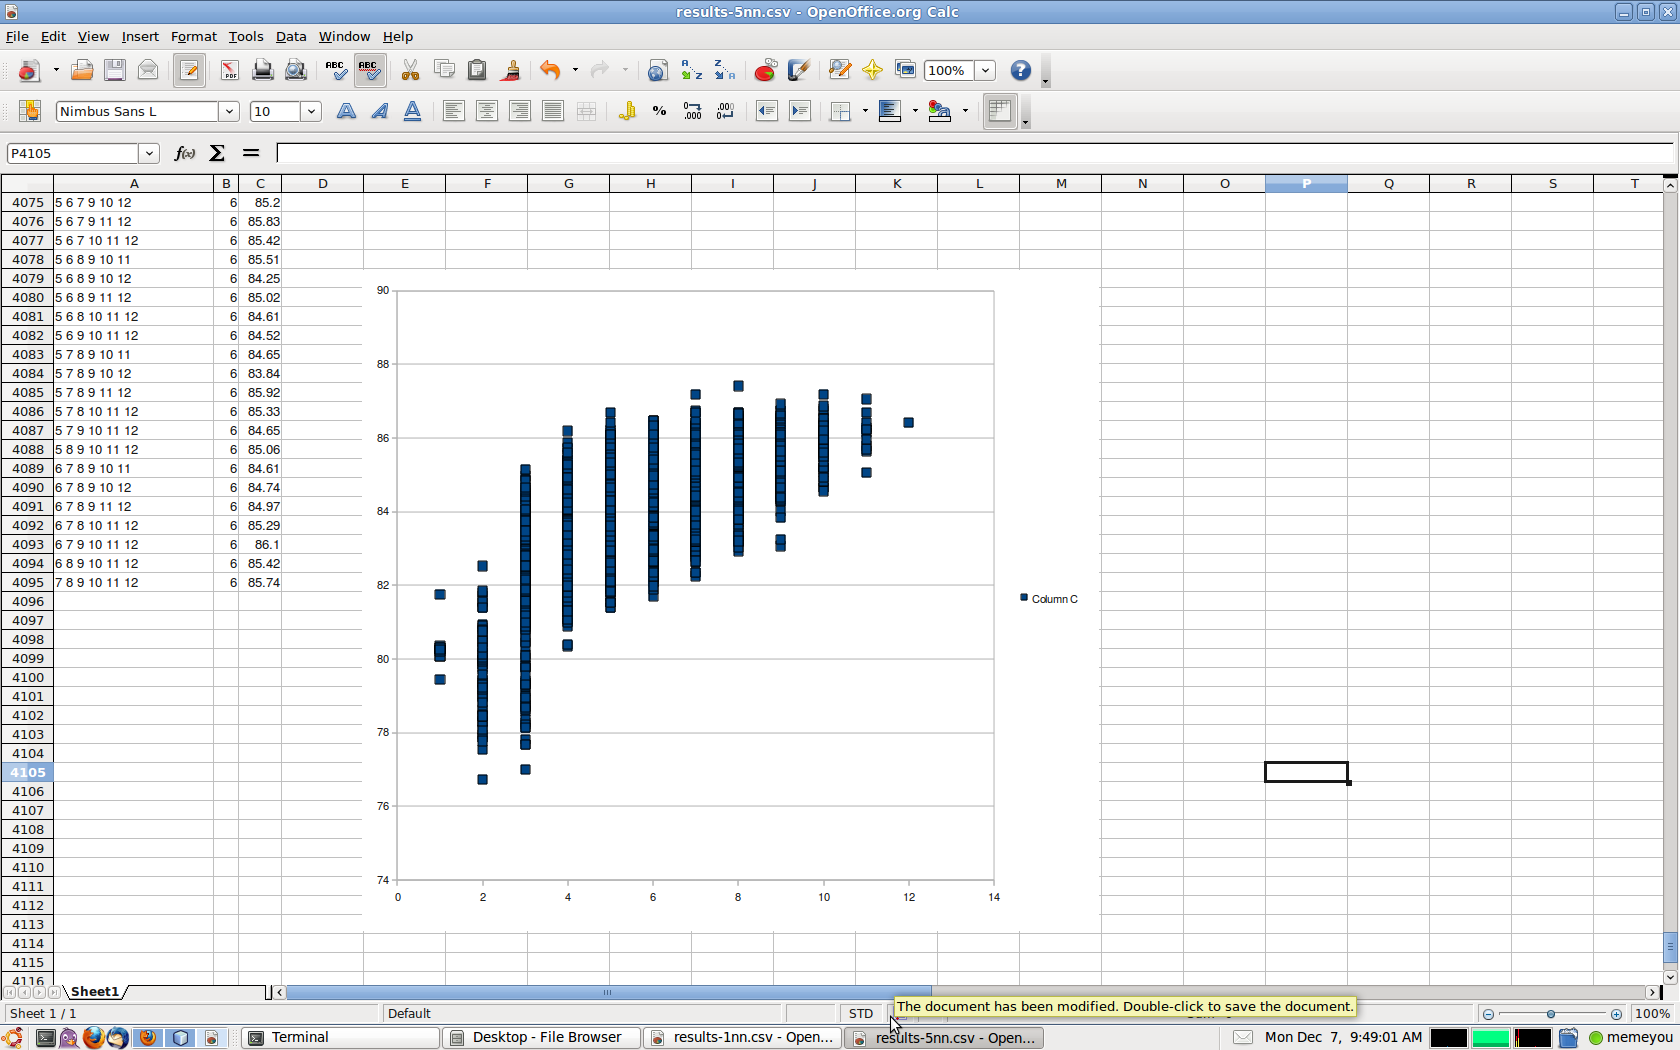 results-5nn.csv - OpenOffice.org Calc
File Edit View Insert Format Tools Data Window Help
100%
Nimbus Sans L 10
P4105
A B C D E F G H I J K L M N O P Q R S T
4075 5 6 7 9 10 12 6 85.2
4076 5 6 7 9 11 12 6 85.83
4077 5 6 7 10 11 12 6 85.42
4078 5 6 8 9 10 11 6 85.51
4079 5 6 8 9 10 12 6 84.25
4080 5 6 8 9 11 12 6 85.02
4081 5 6 8 10 11 12 6 84.61
4082 5 6 9 10 11 12 6 84.52
4083 5 7 8 9 10 11 6 84.65
4084 5 7 8 9 10 12 6 83.84
4085 5 7 8 9 11 12 6 85.92
4086 5 7 8 10 11 12 6 85.33
4087 5 7 9 10 11 12 6 84.65
4088 5 8 9 10 11 12 6 85.06
4089 6 7 8 9 10 11 6 84.61
4090 6 7 8 9 10 12 6 84.74
4091 6 7 8 9 11 12 6 84.97
4092 6 7 8 10 11 12 6 85.29
4093 6 7 9 10 11 12 6 86.1
4094 6 8 9 10 11 12 6 85.42
4095 7 8 9 10 11 12 6 85.74
4096
4097
4098
4099
4100
4101
4102
4103
4104
4105
4106
4107
4108
4109
4110
4111
4112
4113
4114
4115
4116
90
88
86
84
82
80
78
76
74
0 2 4 6 8 10 12 14
Column C
Sheet1
The document has been modified. Double-click to save the document.
Sheet 1 / 1 Default STD 100%
Terminal Desktop - File Browser results-1nn.csv - Open... results-5nn.csv - Open... Mon Dec 7, 9:49:01 AM memeyou